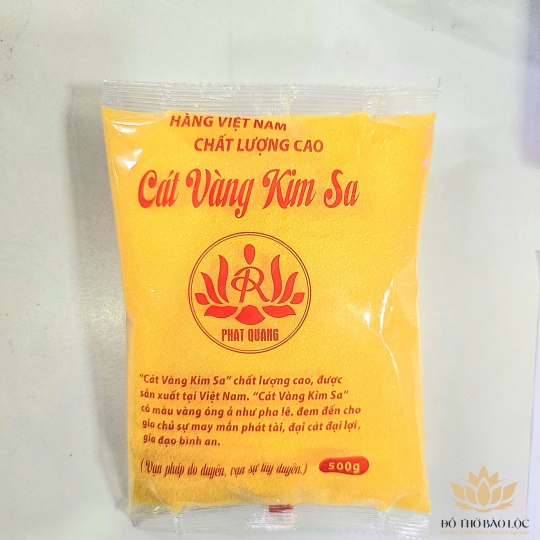 HÀNG VIỆT NAM
CHẤT LƯỢNG CAO
Cát Vàng Kim Sa
R
PHÁT QUANG
"Cát Vàng Kim Sa" chất lượng cao, được
sản xuất tại Việt Nam. "Cát Vàng Kim Sa"
có màu vàng óng ả như pha lê. đem đến cho
gia chủ sự may mắn phát tài, đại cát đại lợi,
gia đạo bình an.
(Vạn pháp do duyên, vạn sự tùy duyên.)
500g
ĐỒ THỜ BẢO LỘC